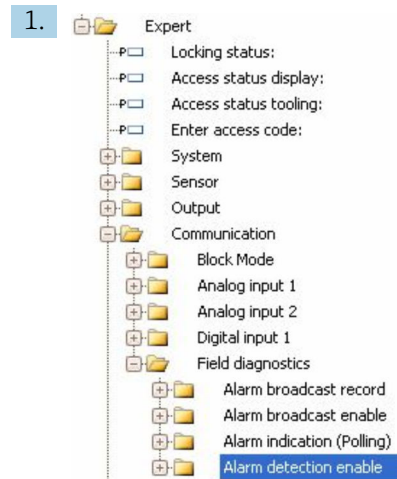 1.
Expert
Locking status:
Access status display:
Access status tooling:
Enter access code:
System
Sensor
Output
Communication
Block Mode
Analog input 1
Analog input 2
Digital input 1
Field diagnostics
Alarm broadcast record
Alarm broadcast enable
Alarm indication (Polling)
Alarm detection enable